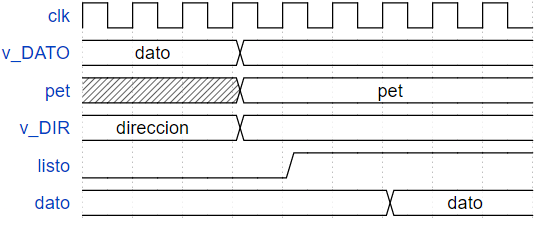 clk
v_DATO dato
pet pet
v_DIR direccion
listo
dato dato